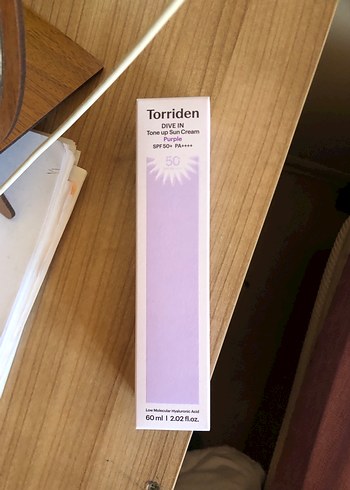 Torriden
DIVE IN
Tone up Sun Cream
Purple
SPF 50+ PA++++
50
Low Molecular Hyaluronic Acid
60 ml | 2.02 fl.oz.